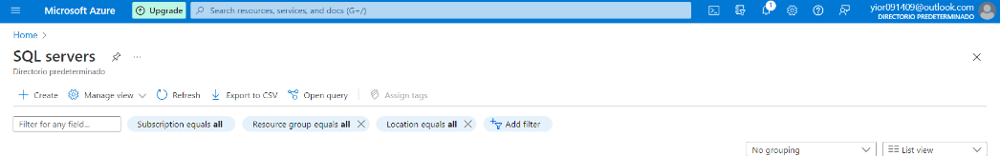 Microsoft Azure Upgrade Search resources, services, and docs (G+/) 1 yior091409@outlook.com
DIRECTORIO PREDETERMINADO
Home >
SQL servers ...
Directorio predeterminado
+ Create Manage view Refresh Export to CSV Open query Assign tags
Filter for any field... Subscription equals all Resource group equals all Location equals all Add filter
No grouping List view